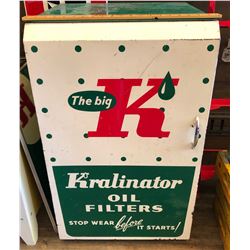 The big K
Kralinator
OIL
FILTERS
STOP WEAR before IT STARTS!